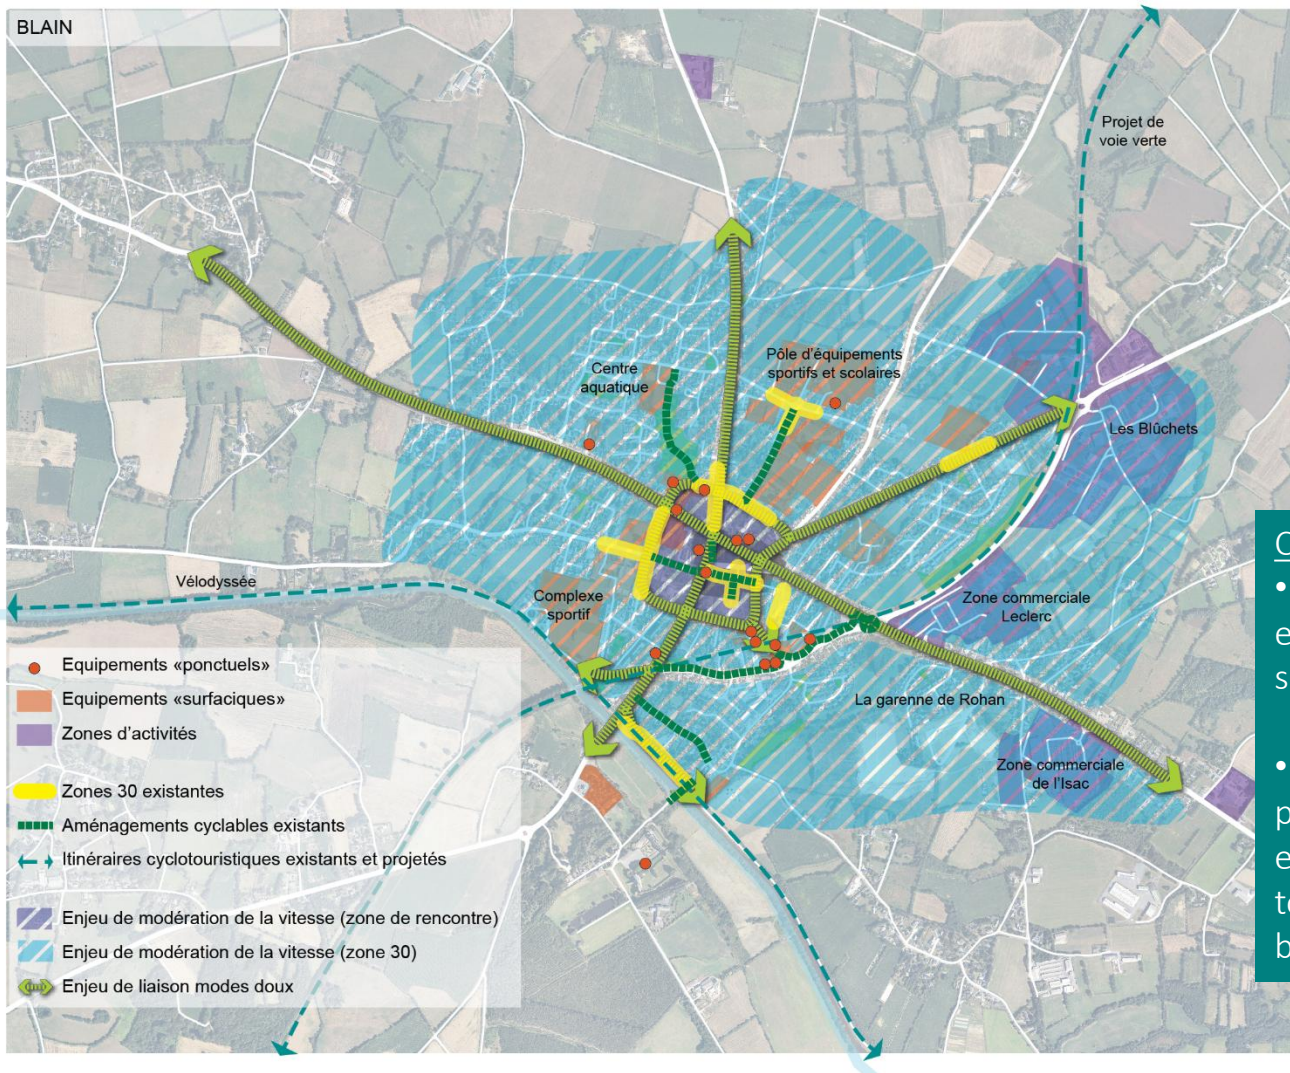 BLAIN
Projet de
voie verte
Centre
aquatique
Pôle d'équipements
sportifs et scolaires
Les Blûchets
Vélodyssée
Complexe
sportif
Zone commerciale
Leclerc
La garenne de Rohan
Zone commerciale
de l'Isac
Equipements «ponctuels»
Equipements «surfaciques»
Zones d'activités
Zones 30 existantes
Aménagements cyclables existants
Itinéraires cyclotouristiques existants et projetés
Enjeu de modération de la vitesse (zone de rencontre)
Enjeu de modération de la vitesse (zone 30)
Enjeu de liaison modes doux